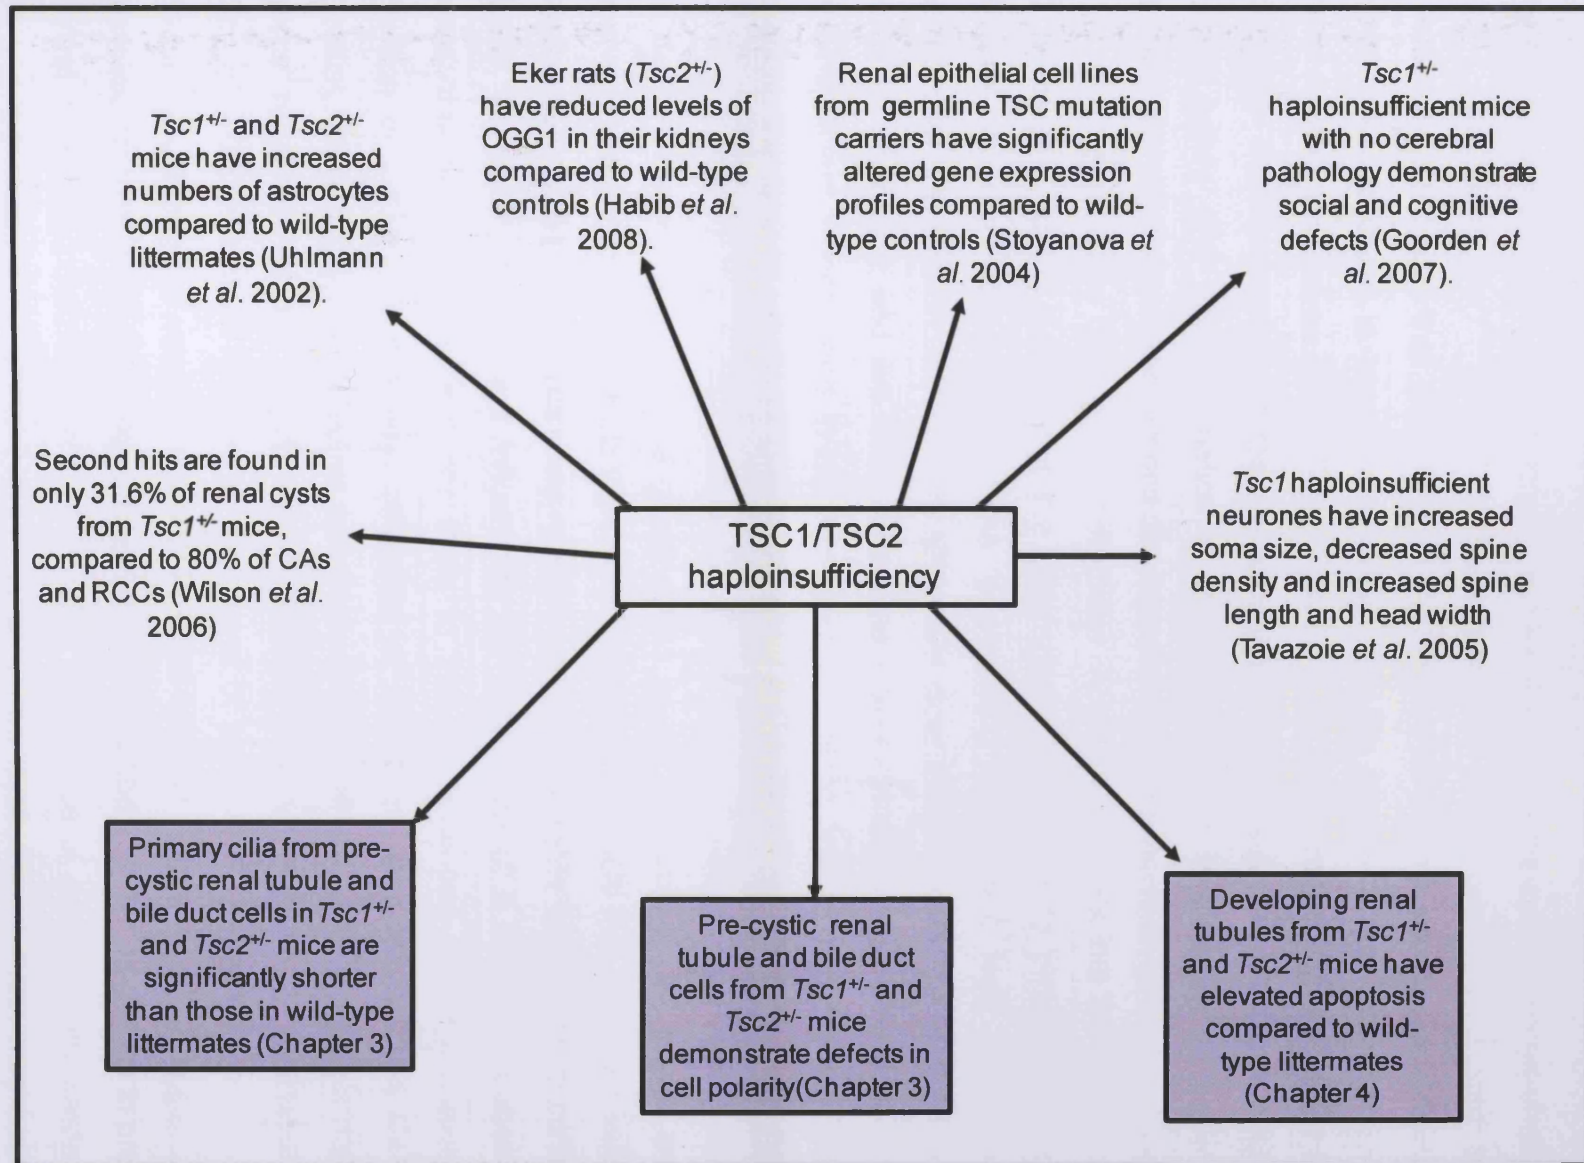 Tsc1+/- and Tsc2+/-
mice have increased
numbers of astrocytes
compared to wild-type
littermates (Uhlmann
et al. 2002).
Eker rats (Tsc2+/-)
have reduced levels of
OGG1 in their kidneys
compared to wild-type
controls (Habib et al.
2008).
Renal epithelial cell lines
from germline TSC mutation
carriers have significantly
altered gene expression
profiles compared to wild-
type controls (Stoyanova et
al. 2004)
Tsc1+/-
haploinsufficient mice
with no cerebral
pathology demonstrate
social and cognitive
defects (Goorden et
al. 2007).
Second hits are found in
only 31.6% of renal cysts
from Tsc1+/- mice,
compared to 80% of CAs
and RCCs (Wilson et al.
2006)
TSC1/TSC2
haploinsufficiency
Tsc1 haploinsufficient
neurones have increased
soma size, decreased spine
density and increased spine
length and head width
(Tavazoie et al. 2005)
Primary cilia from pre-
cystic renal tubule and
bile duct cells in Tsc1+/-
and Tsc2+/- mice are
significantly shorter
than those in wild-type
littermates (Chapter 3)
Pre-cystic renal
tubule and bile duct
cells from Tsc1+/- and
Tsc2+/- mice
demonstrate defects in
cell polarity(Chapter 3)
Developing renal
tubules from Tsc1+/-
and Tsc2+/- mice have
elevated apoptosis
compared to wild-
type littermates
(Chapter 4)